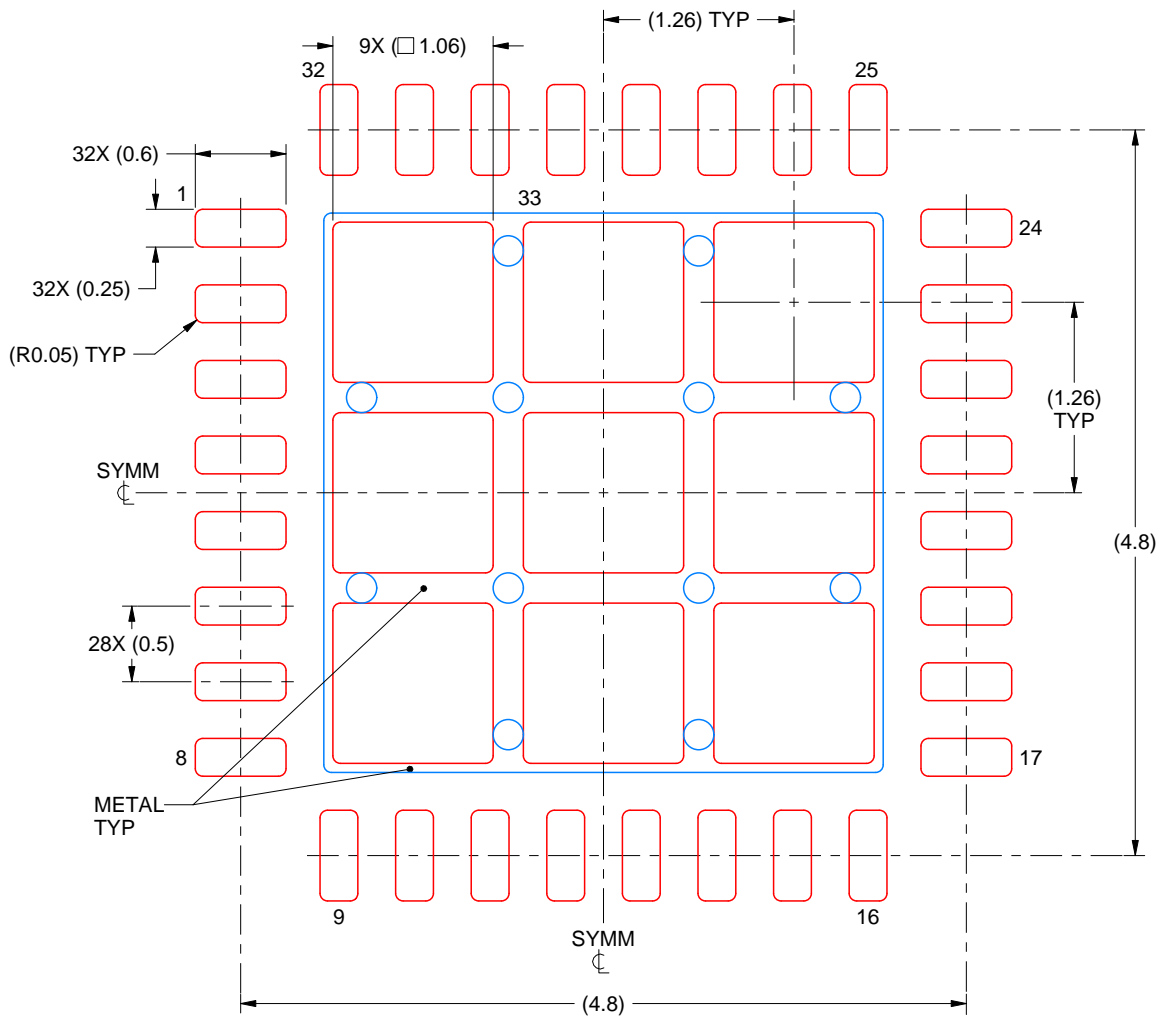 (1.26) TYP
9X (□ 1.06)
32
25
32X (0.6)
1
33
24
32X (0.25)
(R0.05) TYP
(1.26)
TYP
SYMM
℄
(4.8)
28X (0.5)
8
17
METAL
TYP
9
16
SYMM
℄
(4.8)